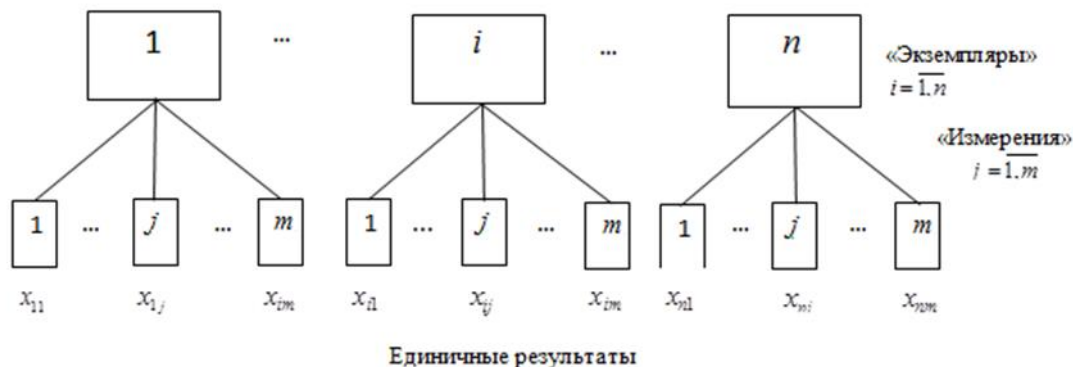 1 ... i ... n
«Экземпляры»
i = 1,n
«Измерения»
j = 1,m
1 ... j ... m 1 ... j ... m 1 ... j ... m
x11 x1j xim xi1 xij xim xn1 xni xnm
Единичные результаты